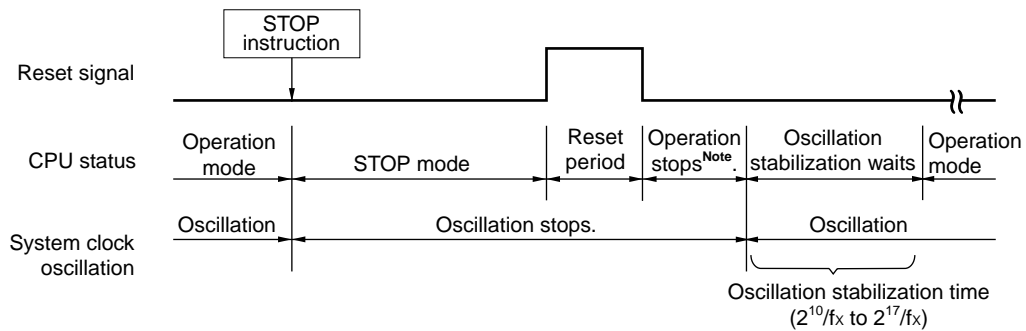 STOP
instruction
Reset signal
CPU status
Operation
mode
STOP mode
Reset
period
Operation
stopsNote.
Oscillation
stabilization waits
Operation
mode
System clock
oscillation
Oscillation
Oscillation stops.
Oscillation
Oscillation stabilization time
(2^10/fx to 2^17/fx)